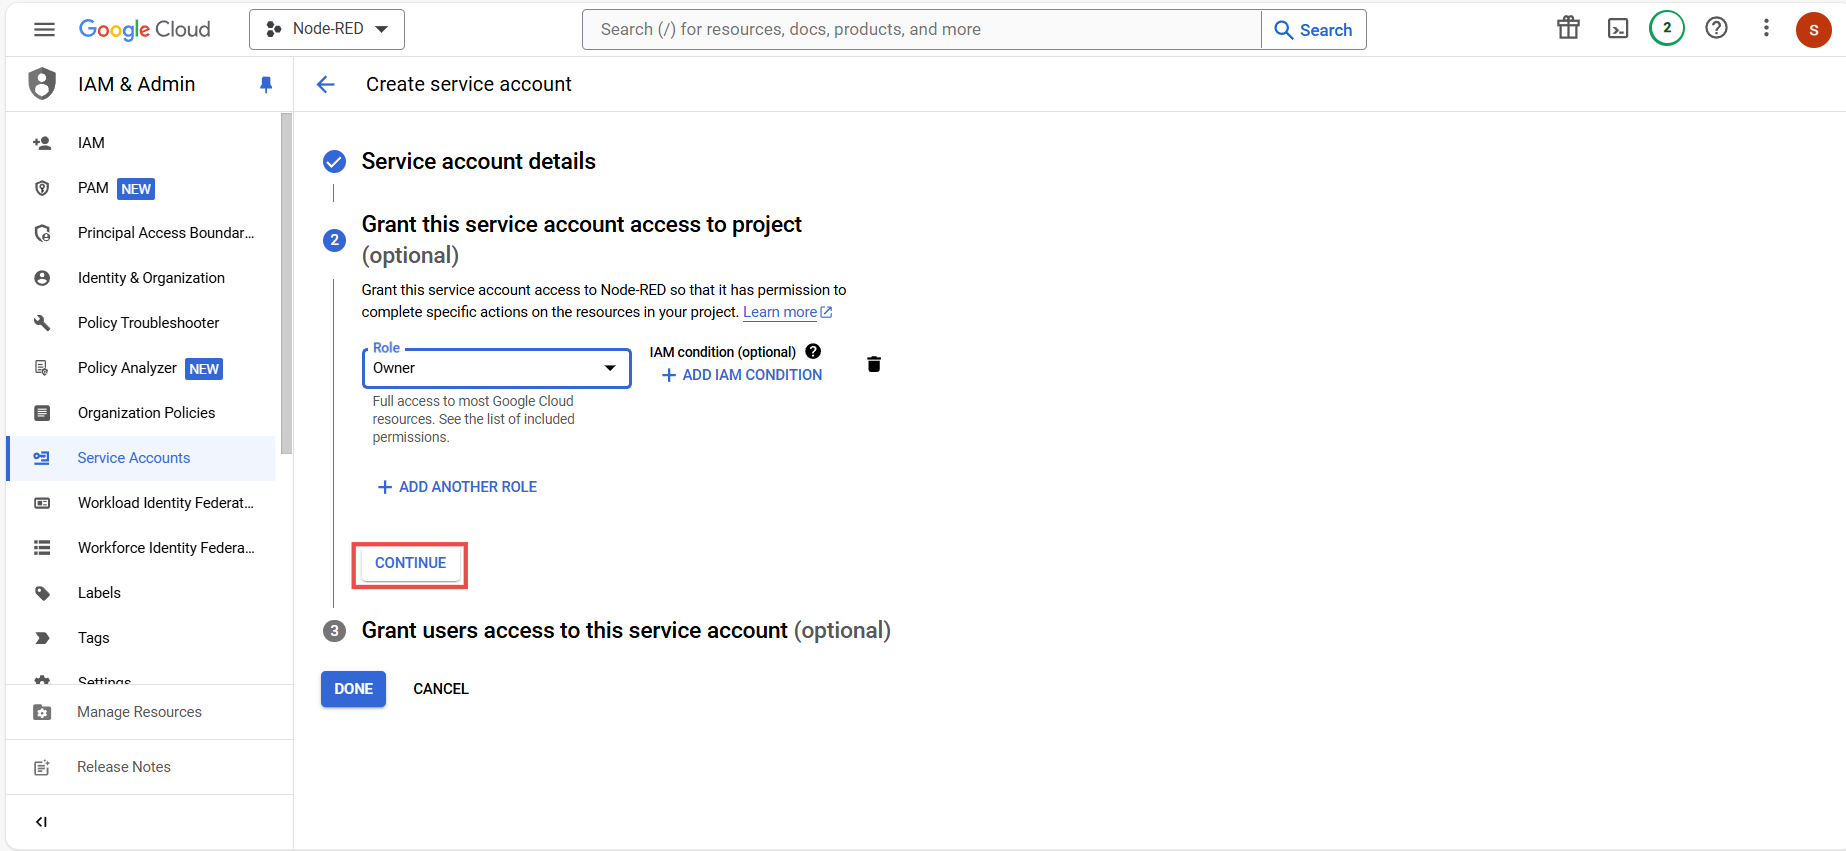 Google Cloud
Node-RED
Search (/) for resources, docs, products, and more
Search
2
S
IAM & Admin
Create service account
IAM
PAM NEW
Principal Access Boundar...
Identity & Organization
Policy Troubleshooter
Policy Analyzer NEW
Organization Policies
Service Accounts
Workload Identity Federat...
Workforce Identity Federa...
Labels
Tags
Settings
Manage Resources
Release Notes
Service account details
2
Grant this service account access to project
(optional)
Grant this service account access to Node-RED so that it has permission to
complete specific actions on the resources in your project. Learn more
Role
Owner
IAM condition (optional)
ADD IAM CONDITION
Full access to most Google Cloud
resources. See the list of included
permissions.
ADD ANOTHER ROLE
CONTINUE
3
Grant users access to this service account (optional)
DONE
CANCEL